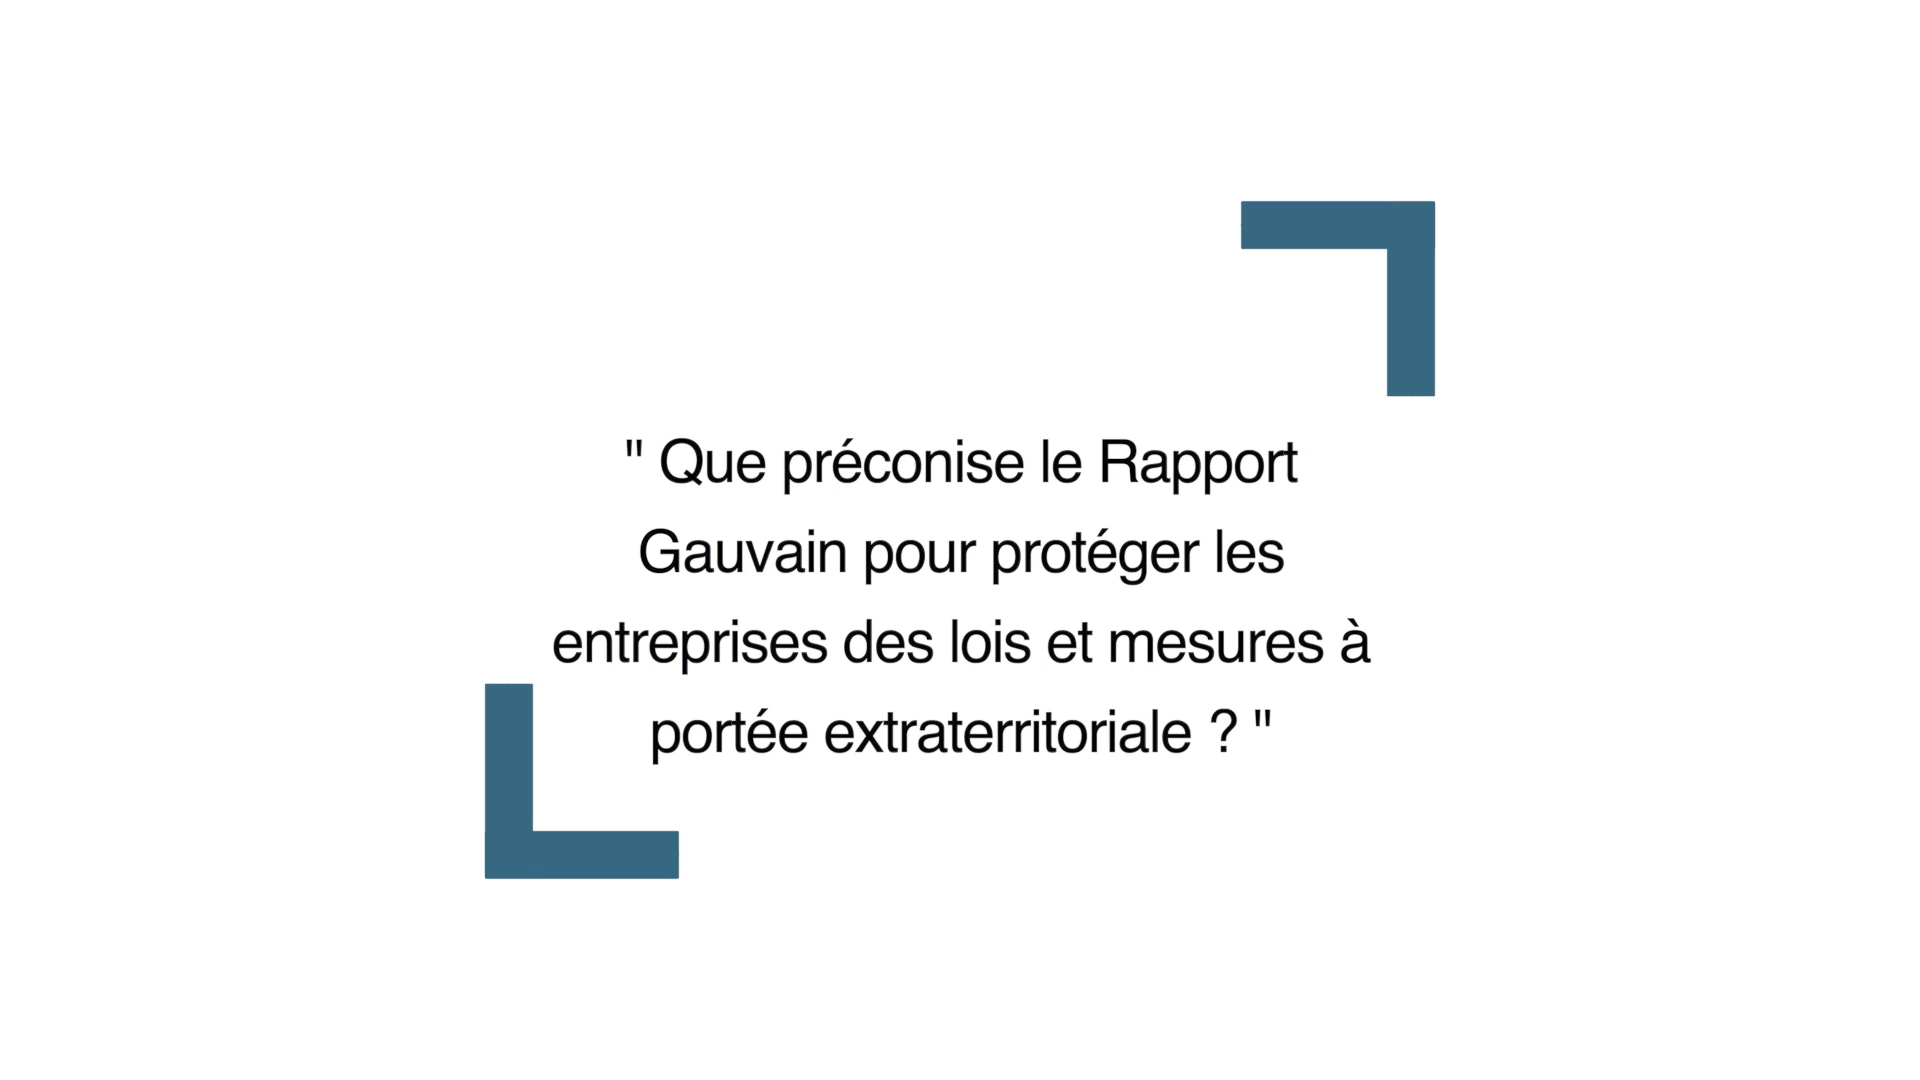 " Que préconise le Rapport
Gauvain pour protéger les
entreprises des lois et mesures à
portée extraterritoriale ? "